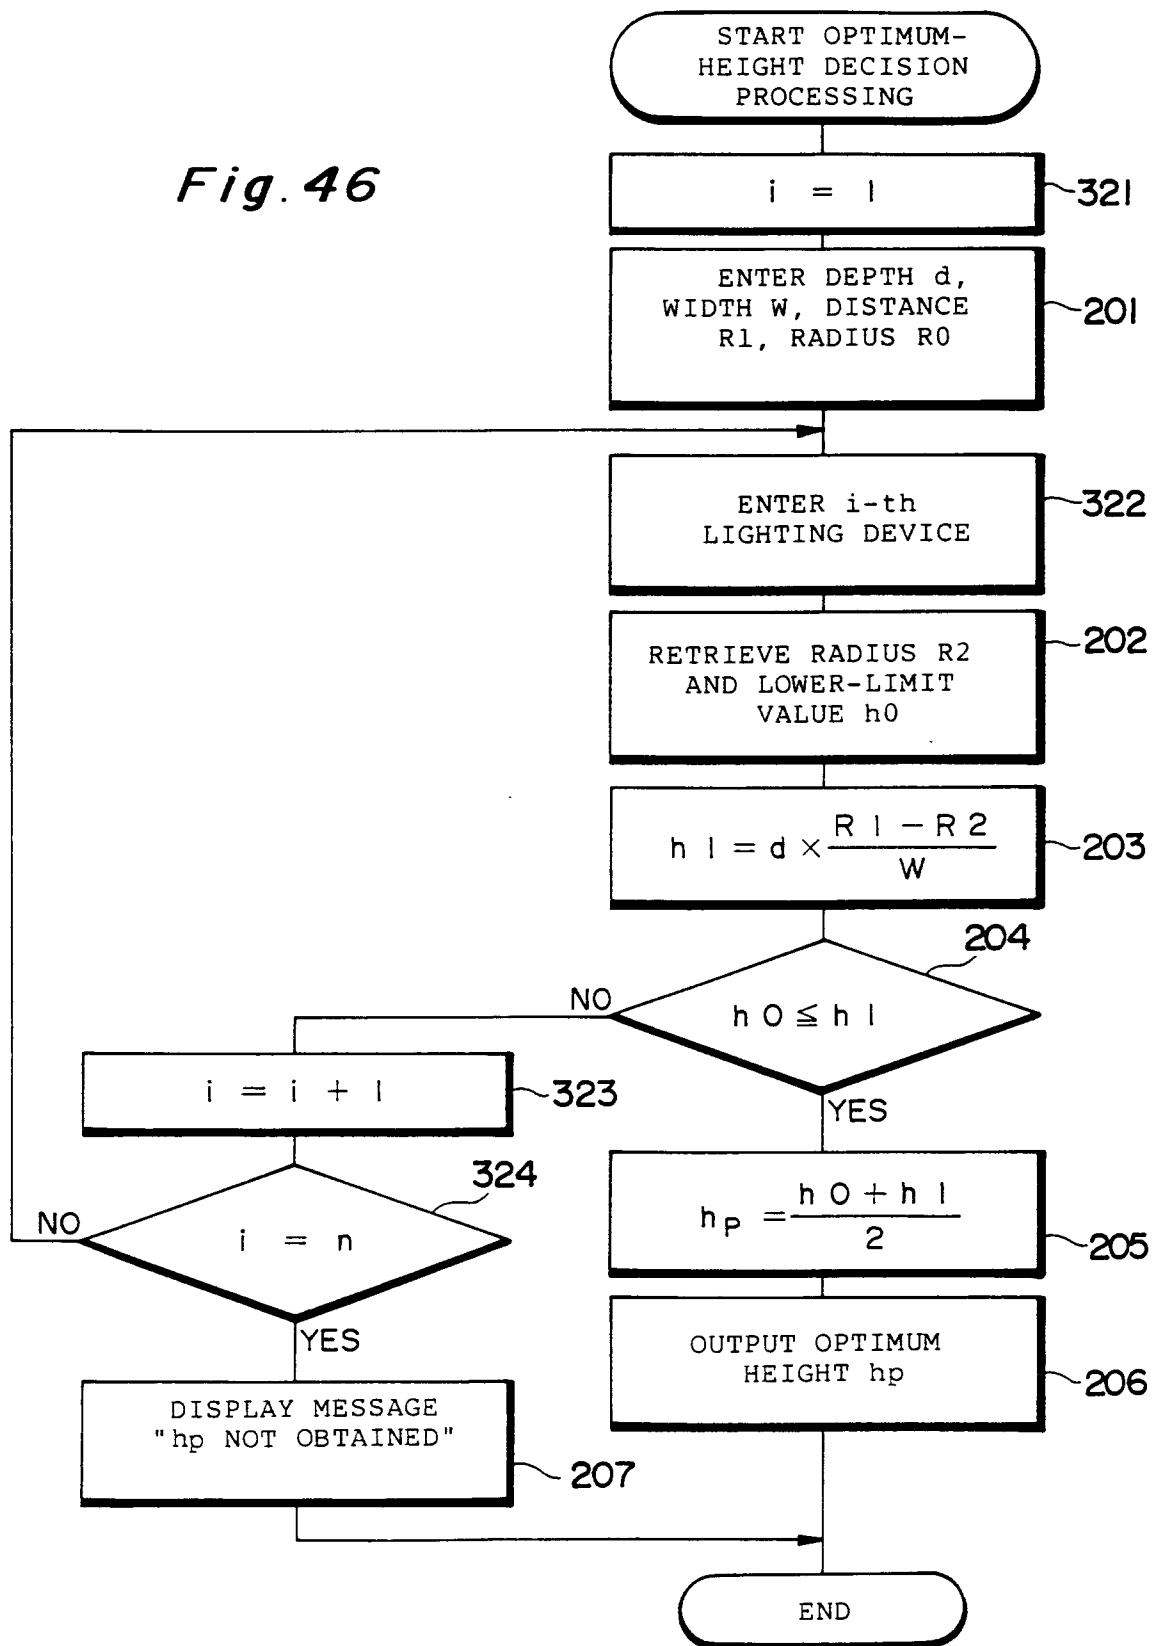 START OPTIMUM-
HEIGHT DECISION
PROCESSING
Fig. 46
i = 1
321
ENTER DEPTH d,
WIDTH W, DISTANCE
R1, RADIUS R0
201
ENTER i-th
LIGHTING DEVICE
322
RETRIEVE RADIUS R2
AND LOWER-LIMIT
VALUE h0
202
h1 = d × (R1 - R2) / W
203
204
h0 ≦ h1
NO
YES
i = i + 1
323
324
i = n
NO
YES
hP = (h0 + h1) / 2
205
OUTPUT OPTIMUM
HEIGHT hp
206
DISPLAY MESSAGE
"hp NOT OBTAINED"
207
END